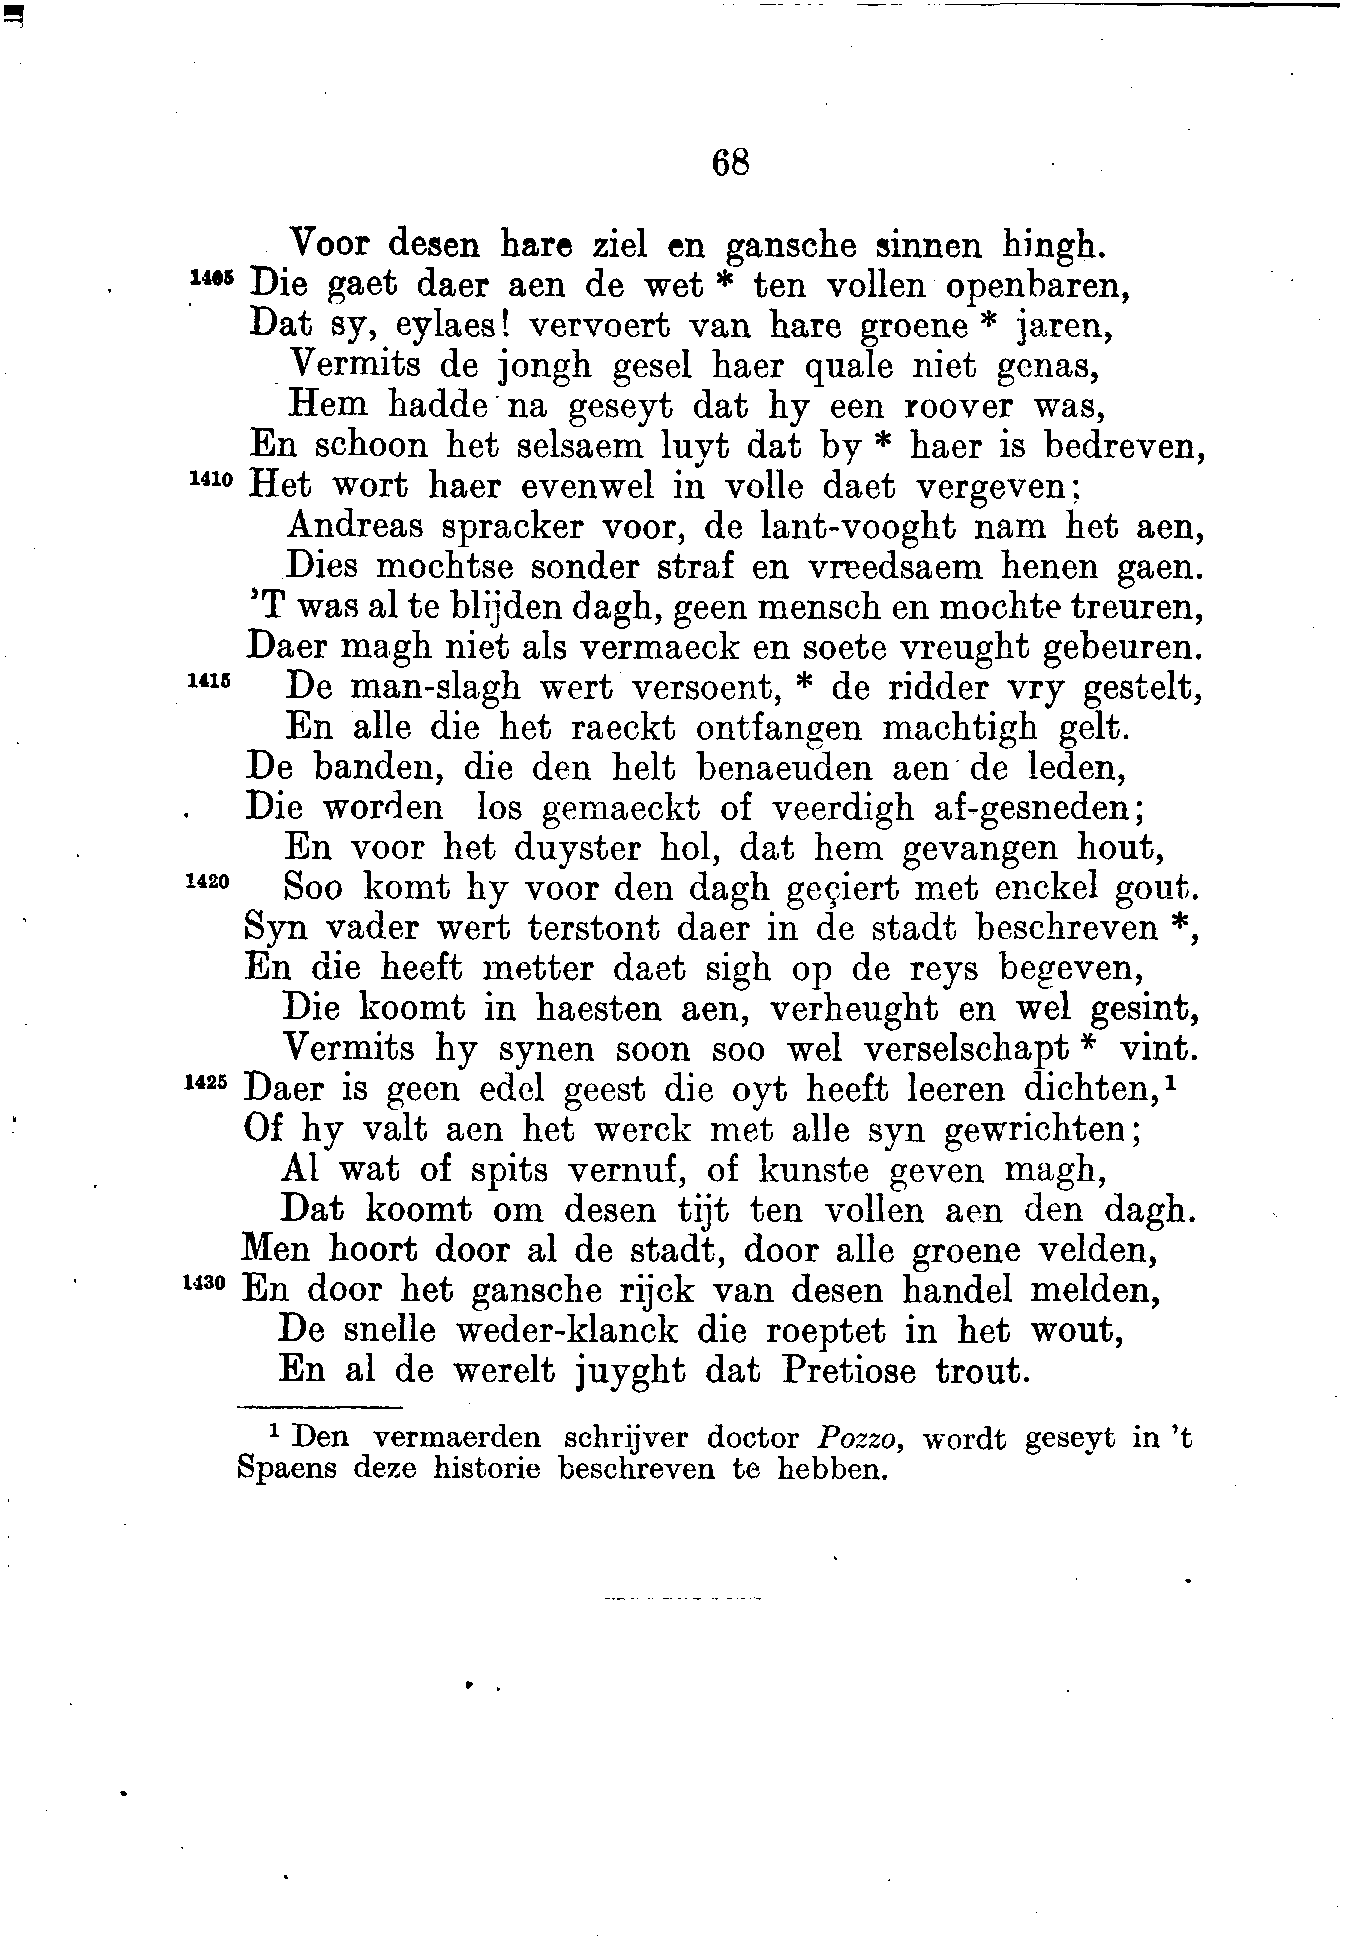 68
Voor desen hare ziel en gansche sinnen hingh.
1405 Die gaet daer aen de wet * ten vollen openbaren,
Dat sy, eylaes! vervoert van hare groene * jaren,
Vermits de jongh gesel haer quale niet genas,
Hem hadde na geseyt dat hy een roover was,
En schoon het selsaem luyt dat by * haer is bedreven,
1410 Het wort haer evenwel in volle daet vergeven;
Andreas spracker voor, de lant-vooght nam het aen,
Dies mochtse sonder straf en vreedsaem henen gaen.
'T was al te blijden dagh, geen mensch en mochte treuren,
Daer magh niet als vermaeck en soete vreught gebeuren.
1415 De man-slagh wert versoent, * de ridder vry gestelt,
En alle die het raeckt ontfangen machtigh gelt.
De banden, die den helt benaeuden aen de leden,
Die worden los gemaeckt of veerdigh af-gesneden;
En voor het duyster hol, dat hem gevangen hout,
1420 Soo komt hy voor den dagh geçiert met enckel gout.
Syn vader wert terstont daer in de stadt beschreven *,
En die heeft metter daet sigh op de reys begeven,
Die koomt in haesten aen, verheught en wel gesint,
Vermits hy synen soon soo wel verselschapt * vint.
1425 Daer is geen edel geest die oyt heeft leeren dichten,¹
Of hy valt aen het werck met alle syn gewrichten;
Al wat of spits vernuf, of kunste geven magh,
Dat koomt om desen tijt ten vollen aen den dagh.
Men hoort door al de stadt, door alle groene velden,
1430 En door het gansche rijck van desen handel melden,
De snelle weder-klanck die roeptet in het wout,
En al de werelt juyght dat Pretiose trout.
¹ Den vermaerden schrijver doctor Pozzo, wordt geseyt in 't
Spaens deze historie beschreven te hebben.